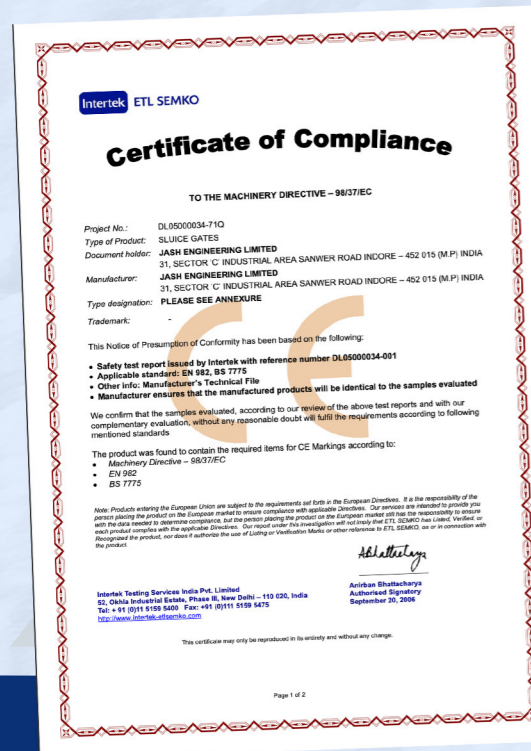 Intertek ETL SEMKO
Certificate of Compliance
TO THE MACHINERY DIRECTIVE – 98/37/EC
Project No.: DL05000034-71Q
Type of Product: SLUICE GATES
Document holder: JASH ENGINEERING LIMITED
31, SECTOR 'C' INDUSTRIAL AREA SANWER ROAD INDORE – 452 015 (M.P) INDIA
Manufacturer: JASH ENGINEERING LIMITED
31, SECTOR 'C' INDUSTRIAL AREA SANWER ROAD INDORE – 452 015 (M.P) INDIA
Type designation: PLEASE SEE ANNEXURE
Trademark: -
CE
This Notice of Presumption of Conformity has been based on the following:
• Safety test report issued by Intertek with reference number DL05000034-001
• Applicable standard: EN 982, BS 7775
• Other info: Manufacturer's Technical File
• Manufacturer ensures that the manufactured products will be identical to the samples evaluated
We confirm that the samples evaluated, according to our review of the above test reports and with our
complementary evaluation, without any reasonable doubt will fulfil the requirements according to following
mentioned standards
The product was found to contain the required items for CE Markings according to:
• Machinery Directive – 98/37/EC
• EN 982
• BS 7775
Note: Products entering the European Union are subject to the requirements set forth in the European Directives. It is the responsibility of the
person placing the product on the European market to ensure compliance with applicable Directives. Our services are intended to provide you
with the data needed to determine compliance, but the person placing the product on the European market still has the responsibility to ensure
each product complies with the applicable Directives. Our report under this investigation will not imply that ETL SEMKO has Listed, Verified, or
Recognized the product, nor does it authorize the use of Listing or Verification Marks or other reference to ETL SEMKO, on or in connection with
the product.
ABhattacharya
Intertek Testing Services India Pvt. Limited
52, Okhla Industrial Estate, Phase III, New Delhi – 110 020, India
Tel: + 91 (0)11 5159 5400 Fax: +91 (0)111 5159 5475
http://www.intertek-etlsemko.com
Anirban Bhattacharya
Authorised Signatory
September 20, 2006
This certificate may only be reproduced in its entirety and without any change.
Page 1 of 2